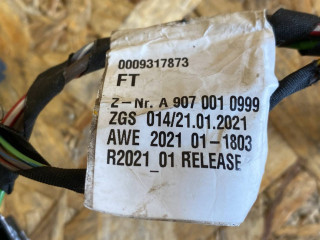 0009317873
FT
Z-Nr. A 907 001 0999
ZGS 014/21.01.2021
AWE 2021 01-1803
R2021_01 RELEASE